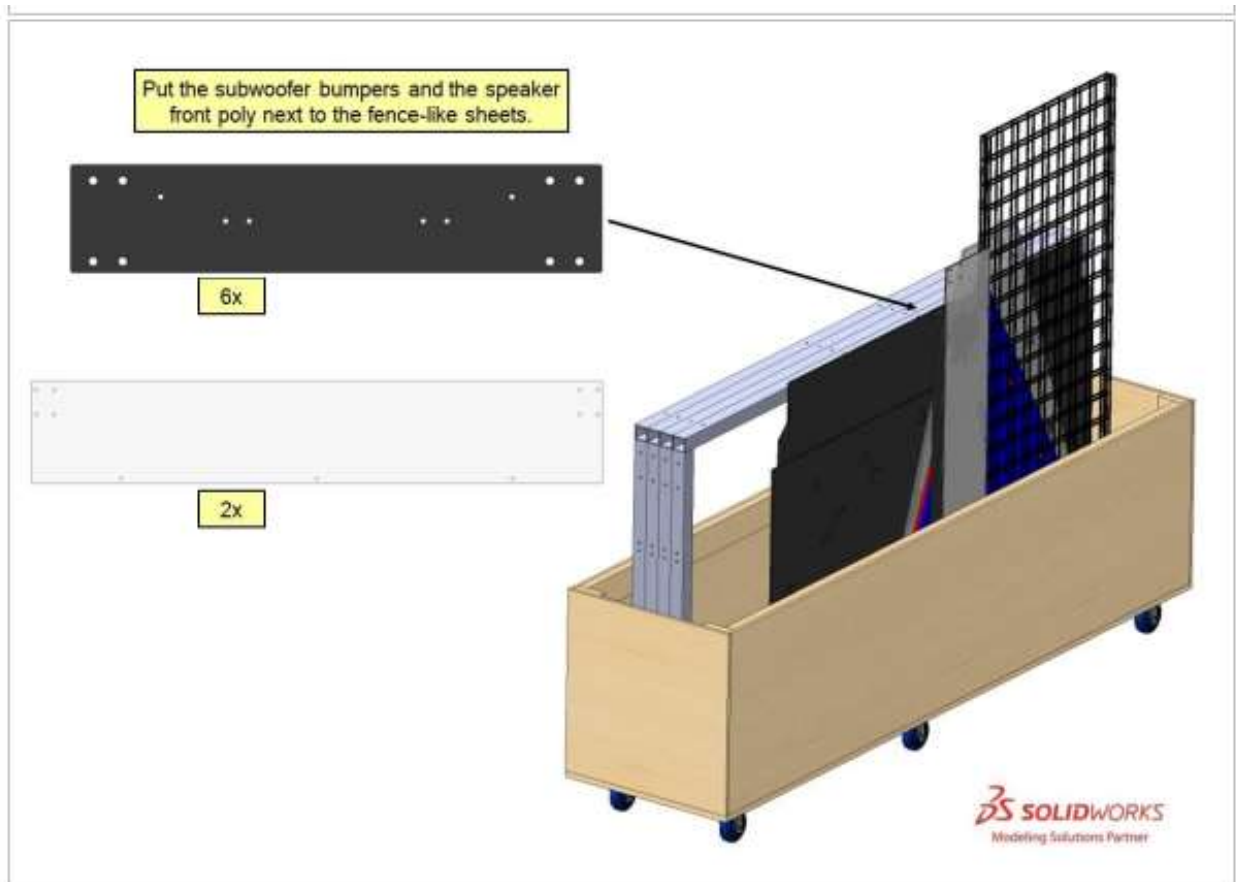 Put the subwoofer bumpers and the speaker
front poly next to the fence-like sheets.
6x
2x
SOLIDWORKS
Modeling Solutions Partner